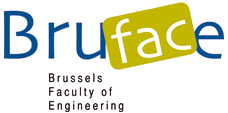 Bruface
Brussels
Faculty of
Engineering